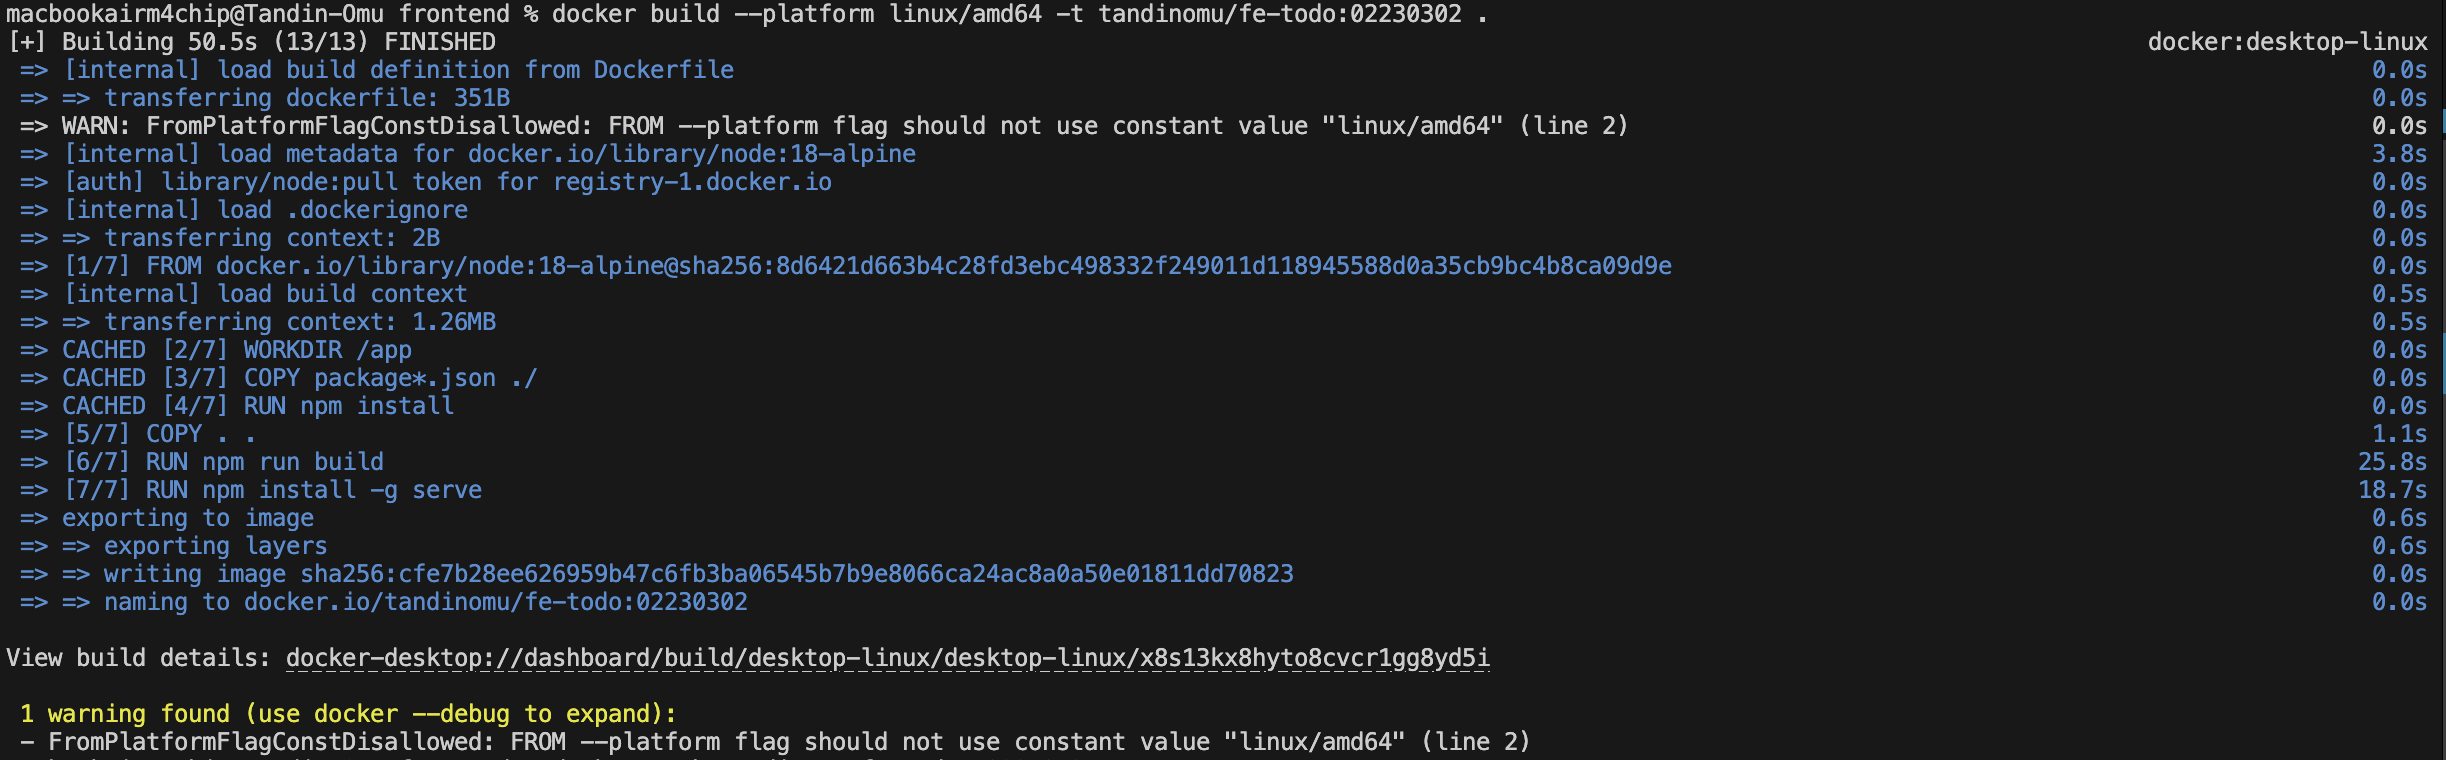 macbookairm4chip@Tandin-Omu frontend % docker build --platform linux/amd64 -t tandinomu/fe-todo:02230302 .
[+] Building 50.5s (13/13) FINISHED docker:desktop-linux
=> [internal] load build definition from Dockerfile 0.0s
=> => transferring dockerfile: 351B 0.0s
=> WARN: FromPlatformFlagConstDisallowed: FROM --platform flag should not use constant value "linux/amd64" (line 2) 0.0s
=> [internal] load metadata for docker.io/library/node:18-alpine 3.8s
=> [auth] library/node:pull token for registry-1.docker.io 0.0s
=> [internal] load .dockerignore 0.0s
=> => transferring context: 2B 0.0s
=> [1/7] FROM docker.io/library/node:18-alpine@sha256:8d6421d663b4c28fd3ebc498332f249011d118945588d0a35cb9bc4b8ca09d9e 0.0s
=> [internal] load build context 0.5s
=> => transferring context: 1.26MB 0.5s
=> CACHED [2/7] WORKDIR /app 0.0s
=> CACHED [3/7] COPY package*.json ./ 0.0s
=> CACHED [4/7] RUN npm install 0.0s
=> [5/7] COPY . . 1.1s
=> [6/7] RUN npm run build 25.8s
=> [7/7] RUN npm install -g serve 18.7s
=> exporting to image 0.6s
=> => exporting layers 0.6s
=> => writing image sha256:cfe7b28ee626959b47c6fb3ba06545b7b9e8066ca24ac8a0a50e01811dd70823 0.0s
=> => naming to docker.io/tandinomu/fe-todo:02230302 0.0s
View build details: docker-desktop://dashboard/build/desktop-linux/desktop-linux/x8s13kx8hyto8cvcr1gg8yd5i
1 warning found (use docker --debug to expand):
- FromPlatformFlagConstDisallowed: FROM --platform flag should not use constant value "linux/amd64" (line 2)